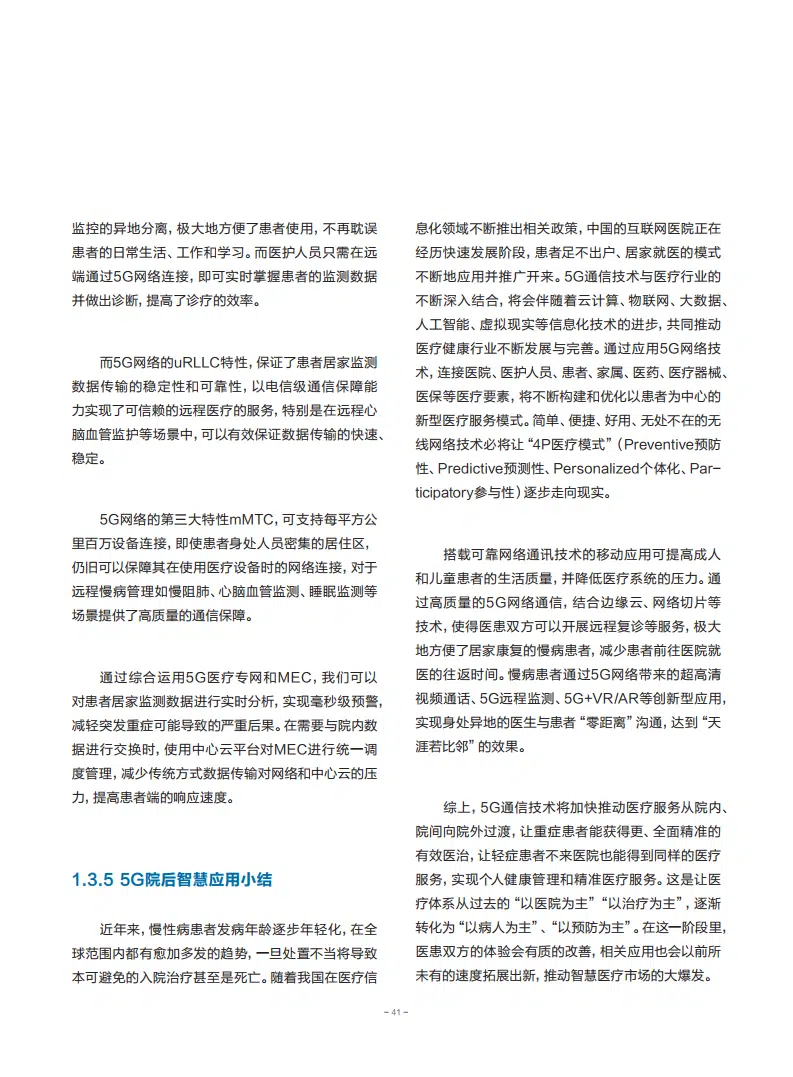 监控的异地分离，极大地方便了患者使用，不再耽误
患者的日常生活、工作和学习。而医护人员只需在远
端通过5G网络连接，即可实时掌握患者的监测数据
并做出诊断，提高了诊疗的效率。
而5G网络的uRLLC特性，保证了患者居家监测
数据传输的稳定性和可靠性，以电信级通信保障能
力实现了可信赖的远程医疗的服务，特别是在远程心
脑血管监护等场景中，可以有效保证数据传输的快速、
稳定。
5G网络的第三大特性mMTC，可支持每平方公
里百万设备连接，即使患者身处人员密集的居住区，
仍旧可以保障其在使用医疗设备时的网络连接，对于
远程慢病管理如慢阻肺、心脑血管监测、睡眠监测等
场景提供了高质量的通信保障。
通过综合运用5G医疗专网和MEC，我们可以
对患者居家监测数据进行实时分析，实现毫秒级预警，
减轻突发重症可能导致的严重后果。在需要与院内数
据进行交换时，使用中心云平台对MEC进行统一调
度管理，减少传统方式数据传输对网络和中心云的压
力，提高患者端的响应速度。
1.3.5 5G院后智慧应用小结
近年来，慢性病患者发病年龄逐步年轻化，在全
球范围内都有愈加多发的趋势，一旦处置不当将导致
本可避免的入院治疗甚至是死亡。随着我国在医疗信
息化领域不断推出相关政策，中国的互联网医院正在
经历快速发展阶段，患者足不出户、居家就医的模式
不断地应用并推广开来。5G通信技术与医疗行业的
不断深入结合，将会伴随着云计算、物联网、大数据、
人工智能、虚拟现实等信息化技术的进步，共同推动
医疗健康行业不断发展与完善。通过应用5G网络技
术，连接医院、医护人员、患者、家属、医药、医疗器械、
医保等医疗要素，将不断构建和优化以患者为中心的
新型医疗服务模式。简单、便捷、好用、无处不在的无
线网络技术必将让“4P医疗模式”（Preventive预防
性、Predictive预测性、Personalized个体化、Par-
ticipatory参与性）逐步走向现实。
搭载可靠网络通讯技术的移动应用可提高成人
和儿童患者的生活质量，并降低医疗系统的压力。通
过高质量的5G网络通信，结合边缘云、网络切片等
技术，使得医患双方可以开展远程复诊等服务，极大
地方便了居家康复的慢病患者，减少患者前往医院就
医的往返时间。慢病患者通过5G网络带来的超高清
视频通话、5G远程监测、5G+VR/AR等创新型应用，
实现身处异地的医生与患者“零距离”沟通，达到“天
涯若比邻”的效果。
综上，5G通信技术将加快推动医疗服务从院内、
院间向院外过渡，让重症患者能获得更、全面精准的
有效医治，让轻症患者不来医院也能得到同样的医疗
服务，实现个人健康管理和精准医疗服务。这是让医
疗体系从过去的“以医院为主”“以治疗为主”，逐渐
转化为“以病人为主”、“以预防为主”。在这一阶段里，
医患双方的体验会有质的改善，相关应用也会以前所
未有的速度拓展出新，推动智慧医疗市场的大爆发。
- 41 -